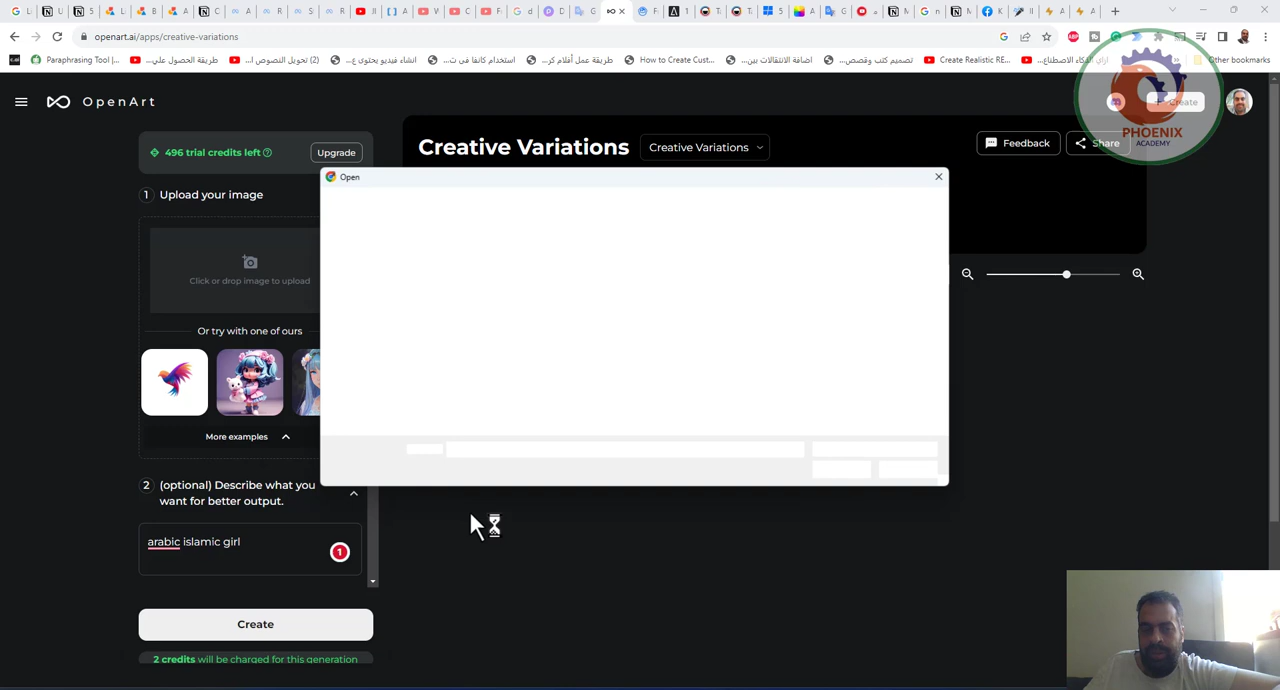 openart.ai/apps/creative-variations
Paraphrasing Tool |...
طريقة الحصول علي...
(2) تحويل النصوص ا...
انشاء فيديو يحتوى ع...
استخدام كانفا فى ت...
طريقة عمل أفلام كر...
How to Create Cust...
اضافة الانتقالات بين...
تصميم كتب وقصص...
Create Realistic RE...
Other bookmarks
OpenArt
Create
PHOENIX
ACADEMY
496 trial credits left
Upgrade
Creative Variations
Creative Variations
Feedback
Share
1 Upload your image
Open
Click or drop image to upload
Or try with one of ours
More examples
2 (optional) Describe what you
want for better output.
arabic islamic girl
1
Create
2 credits will be charged for this generation